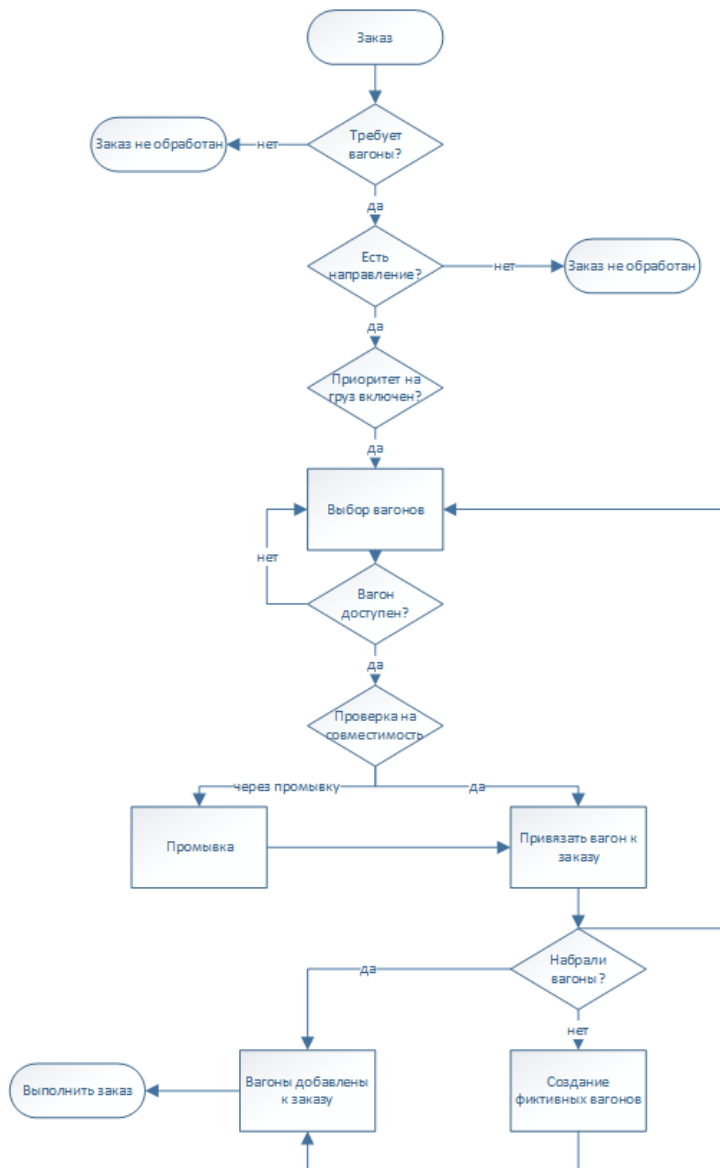 Заказ
Требует
вагоны?
Заказ не обработан
нет
да
Есть
направление?
нет
Заказ не обработан
да
Приоритет на
груз включен?
да
Выбор вагонов
нет
Вагон
доступен?
да
Проверка на
совместимость
через промывку
да
Промывка
Привязать вагон к
заказу
Набрали
вагоны?
да
нет
Выполнить заказ
Вагоны добавлены
к заказу
Создание
фиктивных вагонов